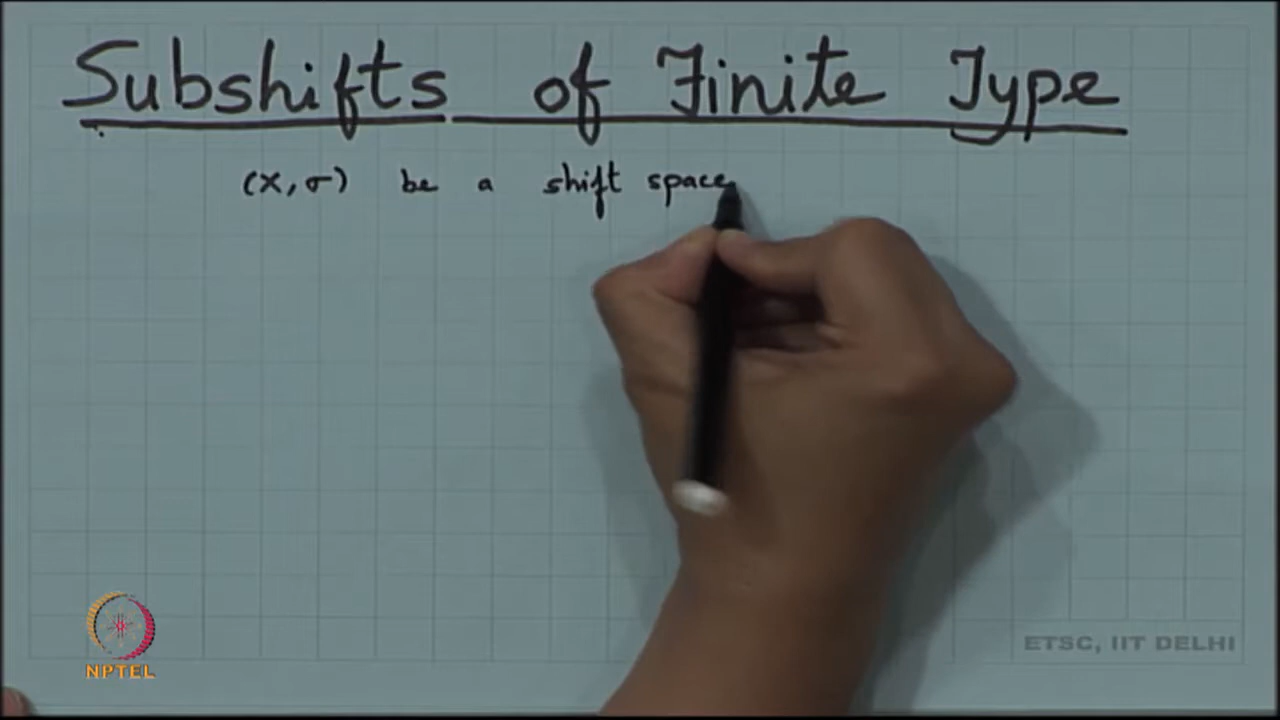 Subshifts of Finite Type
(X, σ) be a shift space
NPTEL
ETSC, IIT DELHI